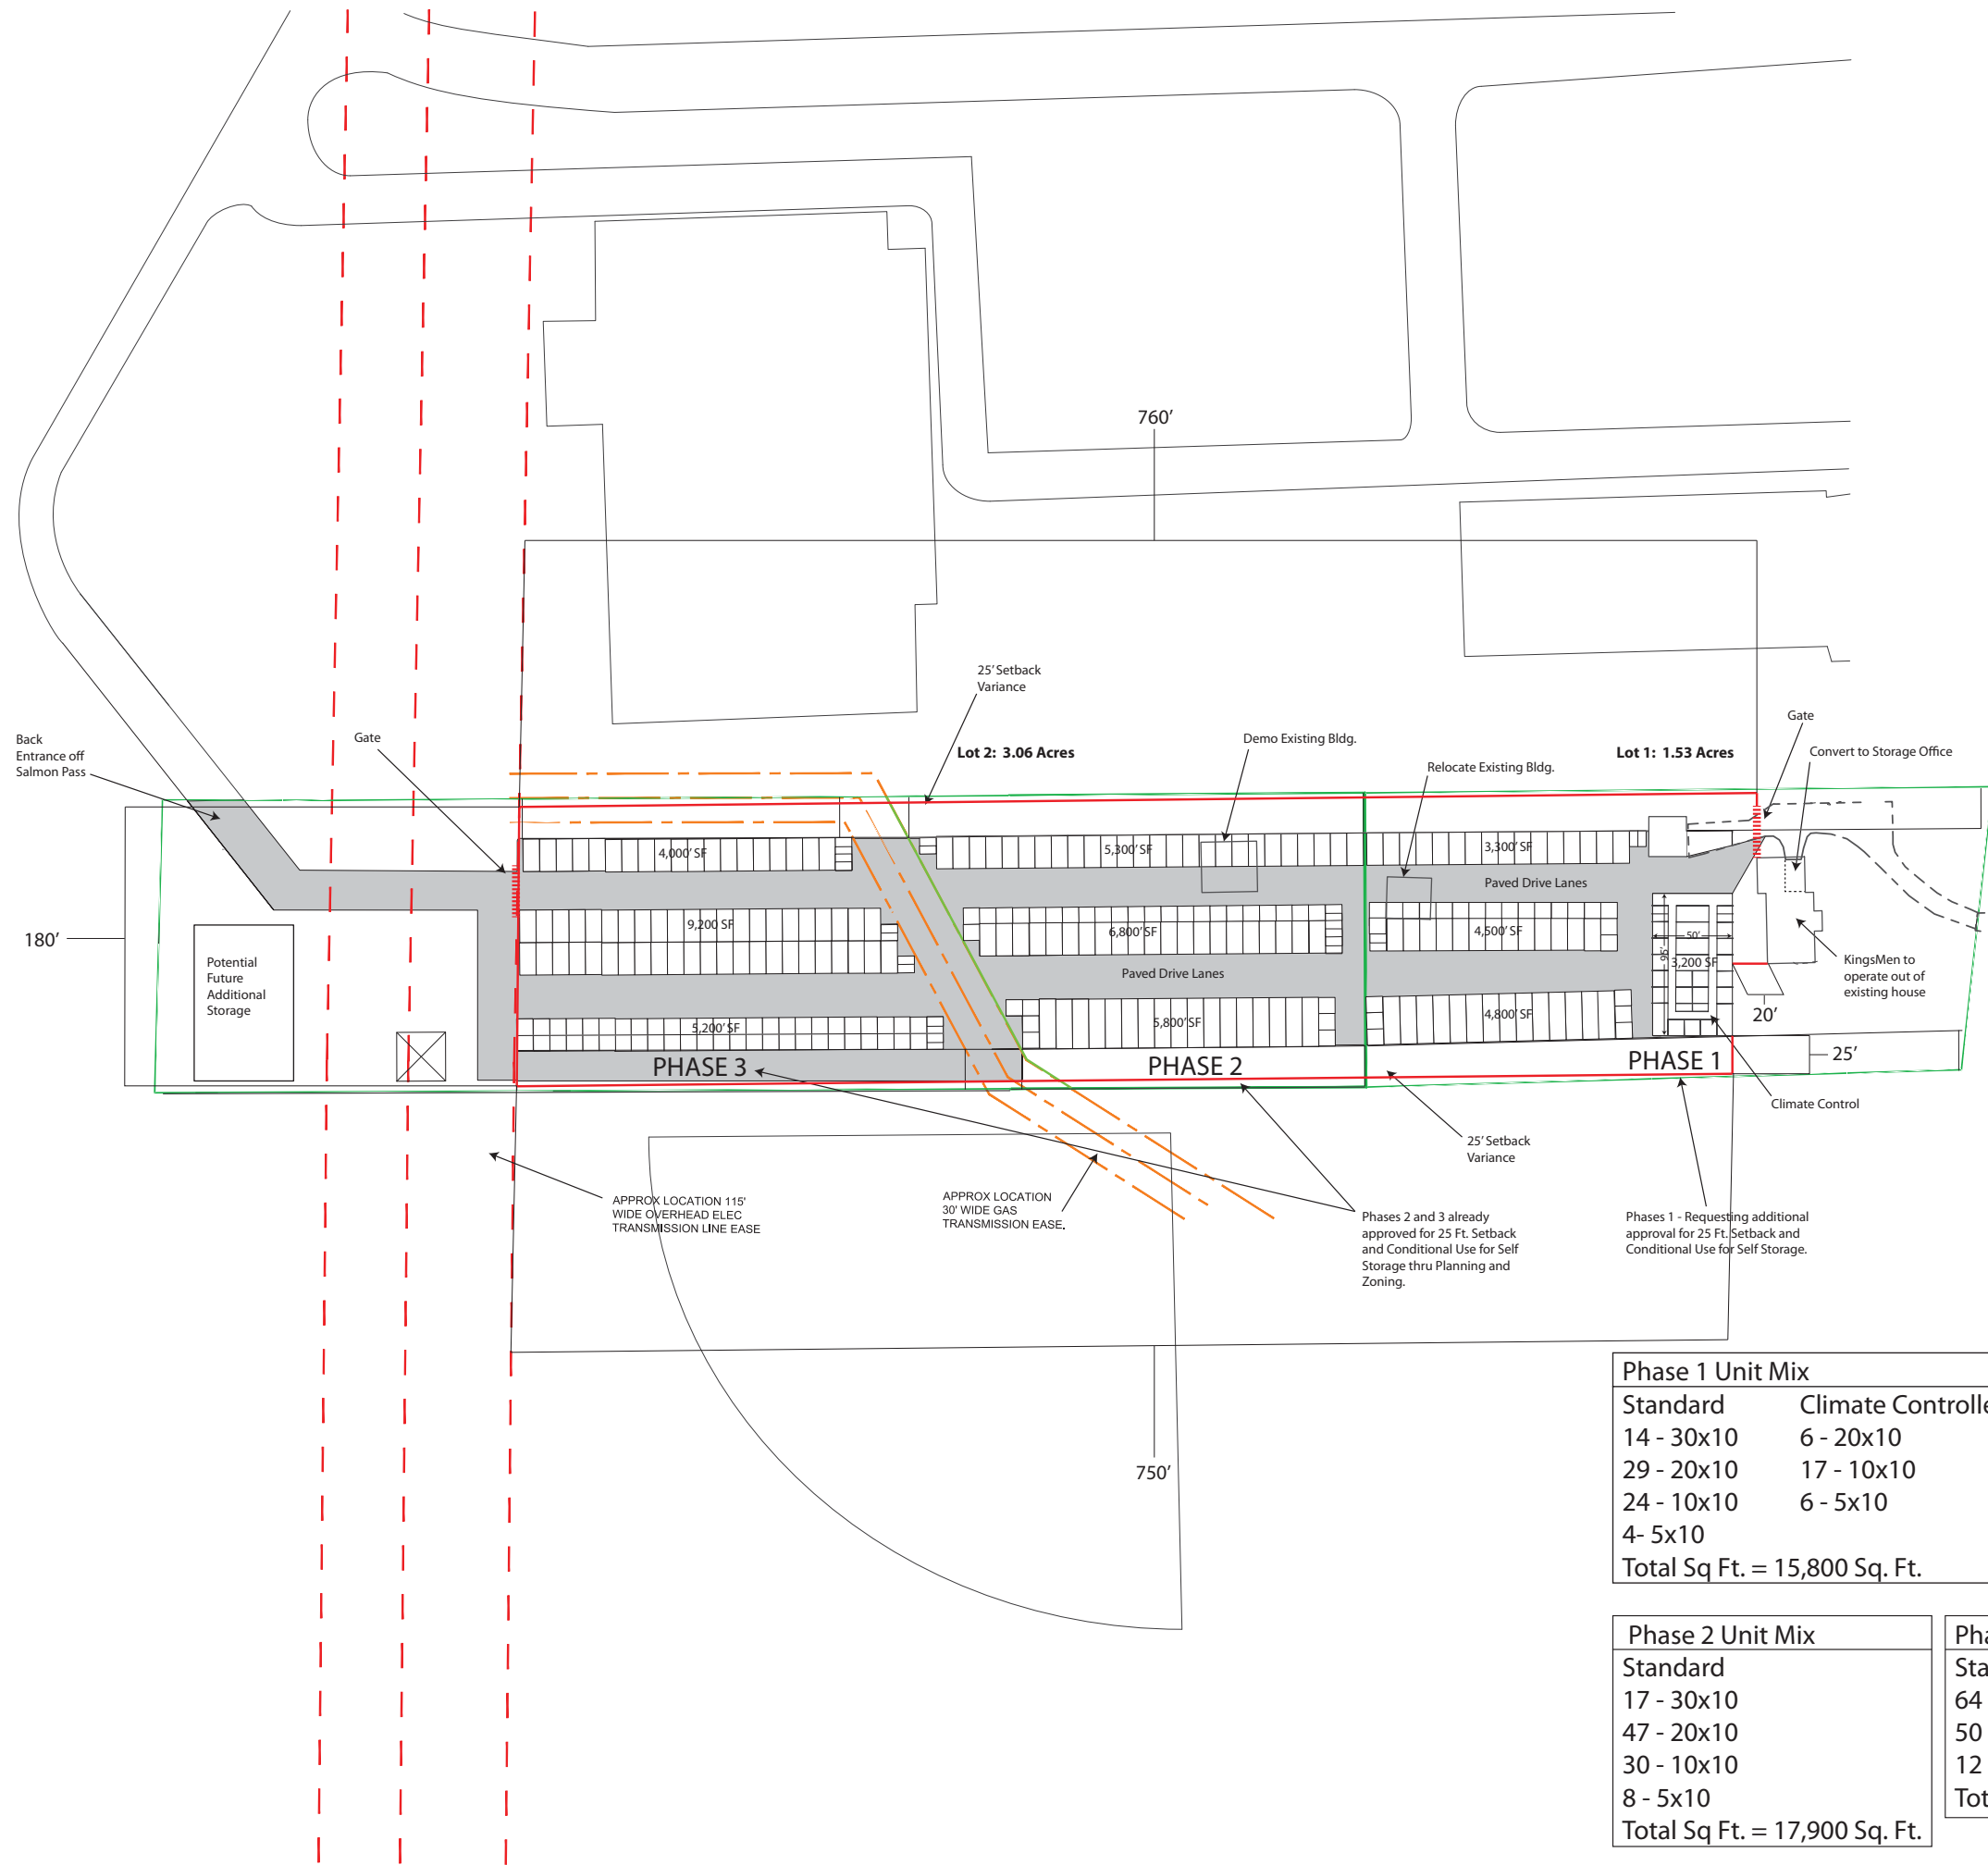 760’
25’ Setback
Variance
Gate
Back
Entrance off
Salmon Pass
Gate
Lot 2:  3.06 Acres
Demo Existing Bldg.
Lot 1:  1.53 Acres
Convert to Storage Office
Relocate Existing Bldg.
4,000’ SF
5,300’ SF
3,300’ SF
Paved Drive Lanes
9,200 SF
6,800’ SF
4,500’ SF
50’
95’
3,200 SF
180’
Potential
Future
Additional
Storage
Paved Drive Lanes
KingsMen to
operate out of
existing house
20’
5,200’ SF
5,800’ SF
4,800’ SF
PHASE 3
PHASE 2
PHASE 1
25’
Climate Control
25’ Setback
Variance
APPROX LOCATION 115'
WIDE OVERHEAD ELEC
TRANSMISSION LINE EASE
APPROX LOCATION
30' WIDE GAS
TRANSMISSION EASE.
Phases 2 and 3 already
approved for 25 Ft. Setback
and Conditional Use for Self
Storage thru Planning and
Zoning.
Phases 1 - Requesting additional
approval for 25 Ft. Setback and
Conditional Use for Self Storage.
750’
Phase 1 Unit Mix
Standard Climate Controlle
14 - 30x10 6 - 20x10
29 - 20x10 17 - 10x10
24 - 10x10 6 - 5x10
4- 5x10
Total Sq Ft. = 15,800 Sq. Ft.
Phase 2 Unit Mix
Standard
17 - 30x10
47 - 20x10
30 - 10x10
8 - 5x10
Total Sq Ft. = 17,900 Sq. Ft.
Pha
Sta
64
50
12
Tot